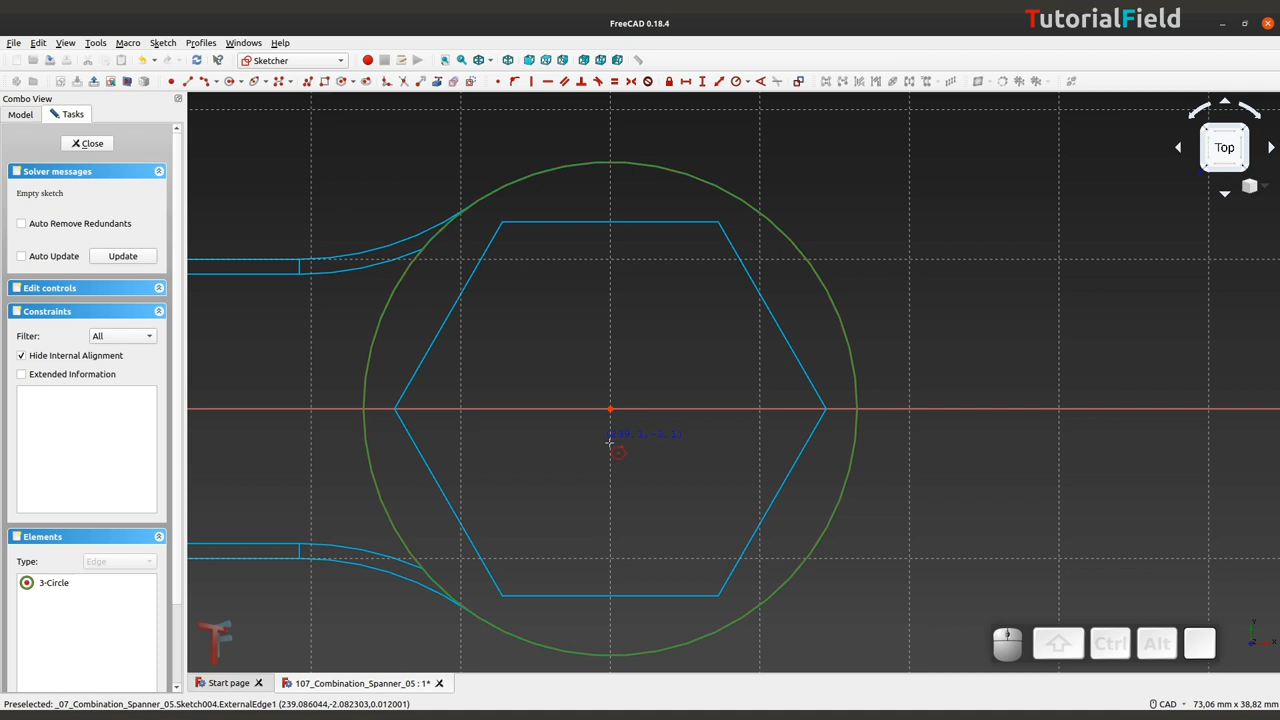 FreeCAD 0.18.4
TutorialField
File Edit View Tools Macro Sketch Profiles Windows Help
Sketcher
Combo View
Model Tasks
Close
Solver messages
Empty sketch
Auto Remove Redundants
Auto Update Update
Edit controls
Constraints
Filter: All
Hide Internal Alignment
Extended Information
Elements
Type: Edge
3-Circle
Top
Ctrl Alt
Start page 107_Combination_Spanner_05 : 1*
Preselected: _07_Combination_Spanner_05.Sketch004.ExternalEdge1 (239.086044,-2.082303,0.012001) CAD 73,06 mm x 38,82 mm